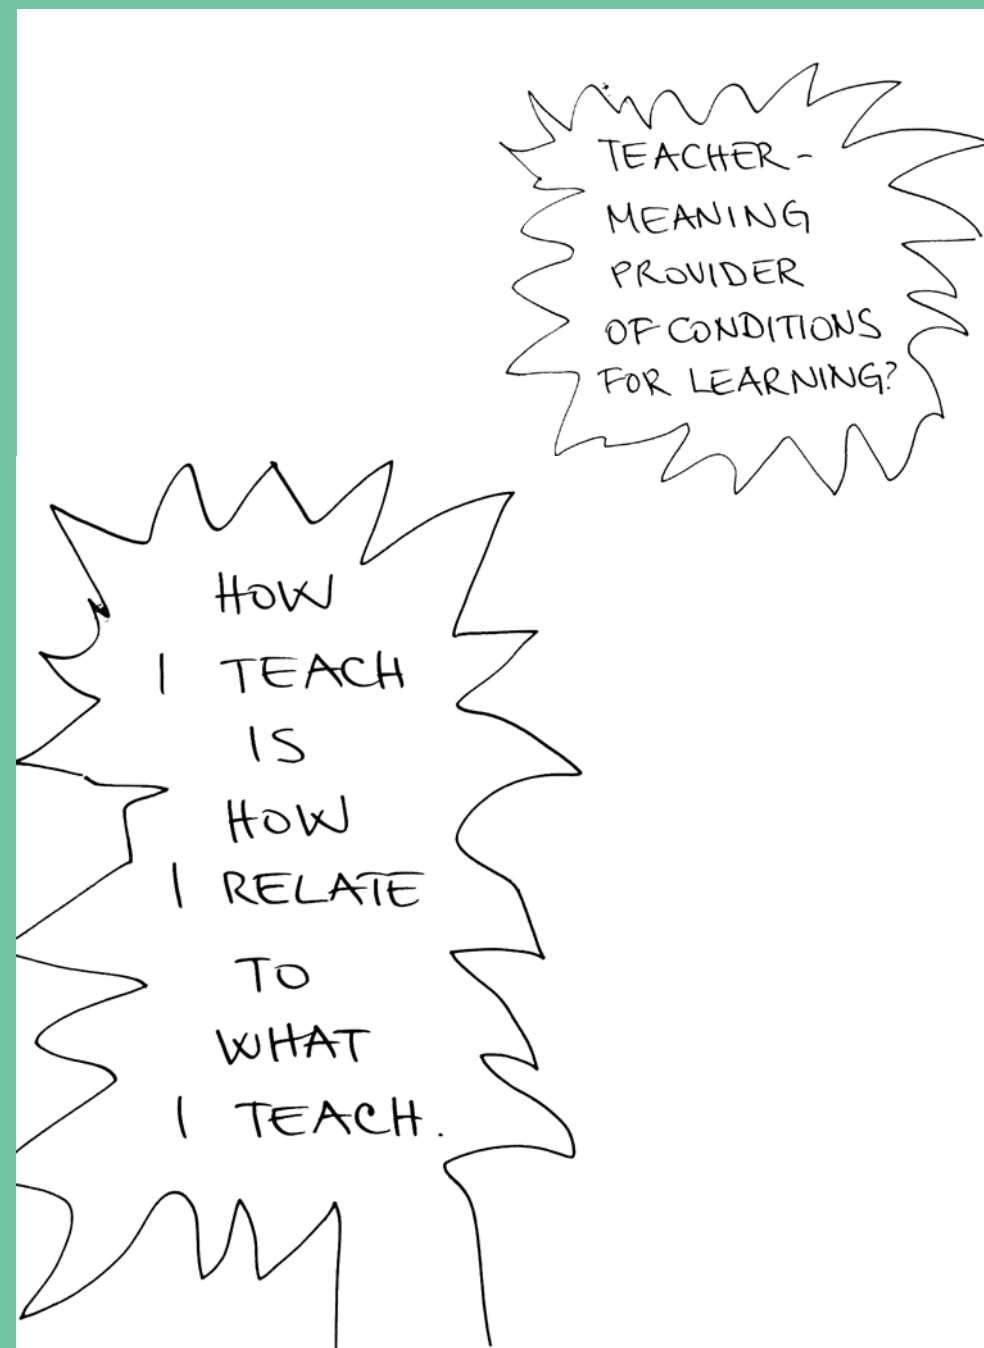 TEACHER -
MEANING
PROVIDER
OF CONDITIONS
FOR LEARNING?
HOW
I TEACH
IS
HOW
I RELATE
TO
WHAT
I TEACH.